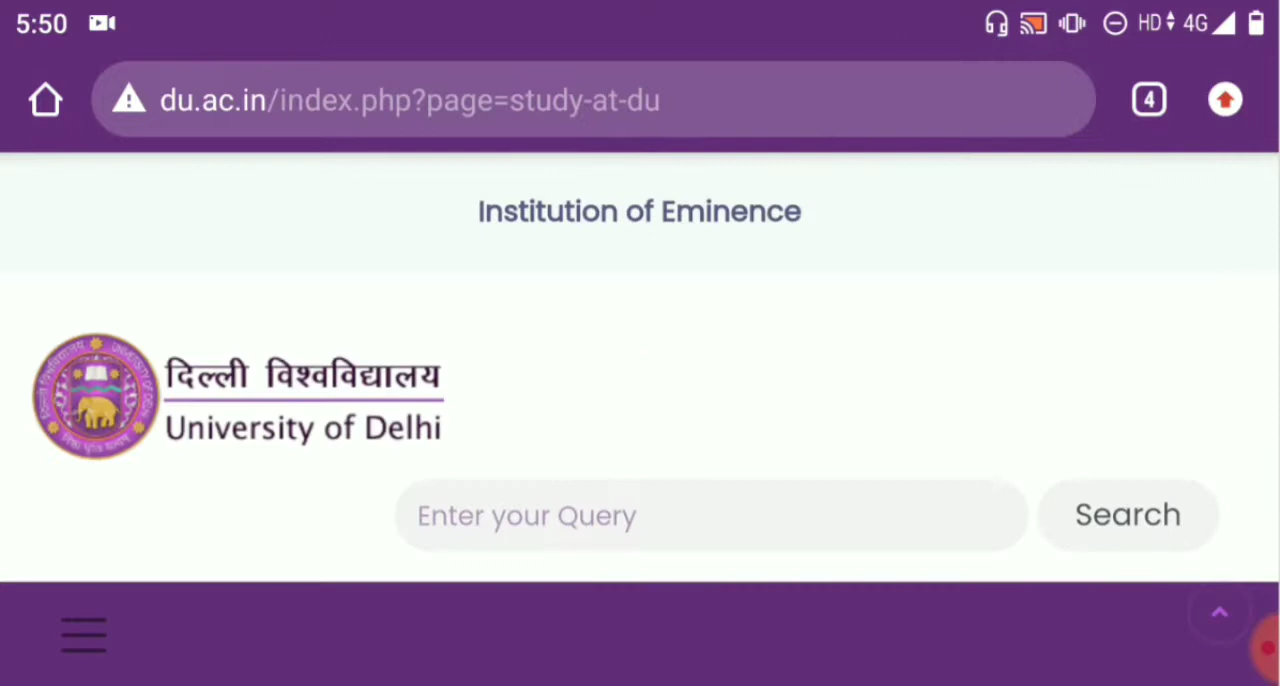 5:50
HD 4G
du.ac.in/index.php?page=study-at-du
4
Institution of Eminence
दिल्ली विश्वविद्यालय
University of Delhi
Enter your Query
Search